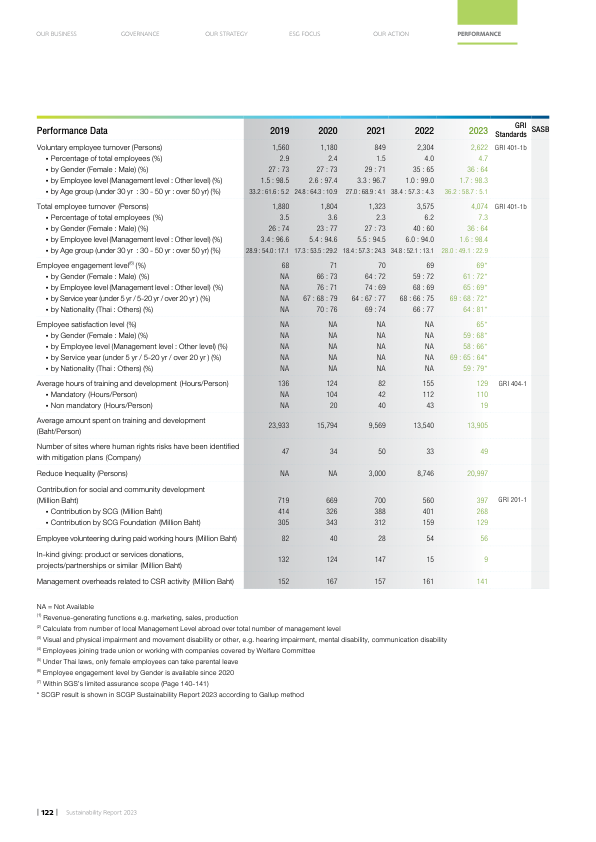 OUR BUSINESS GOVERNANCE OUR STRATEGY ESG FOCUS OUR ACTION PERFORMANCE
Performance Data 2019 2020 2021 2022 2023 GRI Standards SASB
Voluntary employee turnover (Persons) 1,560 1,180 849 2,304 2,622 GRI 401-1b
• Percentage of total employees (%) 2.9 2.4 1.5 4.0 4.7
• by Gender (Female : Male) (%) 27 : 73 27 : 73 29 : 71 35 : 65 36 : 64
• by Employee level (Management level : Other level) (%) 1.5 : 98.5 2.6 : 97.4 3.3 : 96.7 1.0 : 99.0 1.7 : 98.3
• by Age group (under 30 yr : 30 - 50 yr : over 50 yr) (%) 33.2 : 61.6 : 5.2 24.8 : 64.3 : 10.9 27.0 : 68.9 : 4.1 38.4 : 57.3 : 4.3 36.2 : 58.7 : 5.1
Total employee turnover (Persons) 1,880 1,804 1,323 3,575 4,074 GRI 401-1b
• Percentage of total employees (%) 3.5 3.6 2.3 6.2 7.3
• by Gender (Female : Male) (%) 26 : 74 23 : 77 27 : 73 40 : 60 36 : 64
• by Employee level (Management level : Other level) (%) 3.4 : 96.6 5.4 : 94.6 5.5 : 94.5 6.0 : 94.0 1.6 : 98.4
• by Age group (under 30 yr : 30 - 50 yr : over 50 yr) (%) 28.9 : 54.0 : 17.1 17.3 : 53.5 : 29.2 18.4 : 57.3 : 24.3 34.8 : 52.1 : 13.1 28.0 : 49.1 : 22.9
Employee engagement level(6) (%) 68 71 70 69 69*
• by Gender (Female : Male) (%) NA 66 : 73 64 : 72 59 : 72 61 : 72*
• by Employee level (Management level : Other level) (%) NA 76 : 71 74 : 69 68 : 69 65 : 69*
• by Service year (under 5 yr / 5-20 yr / over 20 yr) (%) NA 67 : 68 : 79 64 : 67 : 77 68 : 66 : 75 69 : 68 : 72*
• by Nationality (Thai : Others) (%) NA 70 : 76 69 : 74 66 : 77 64 : 81*
Employee satisfaction level (%) NA NA NA NA 65*
• by Gender (Female : Male) (%) NA NA NA NA 59 : 68*
• by Employee level (Management level : Other level) (%) NA NA NA NA 58 : 66*
• by Service year (under 5 yr / 5-20 yr / over 20 yr ) (%) NA NA NA NA 69 : 65 : 64*
• by Nationality (Thai : Others) (%) NA NA NA NA 59 : 79*
Average hours of training and development (Hours/Person) 136 124 82 155 129 GRI 404-1
• Mandatory (Hours/Person) NA 104 42 112 110
• Non mandatory (Hours/Person) NA 20 40 43 19
Average amount spent on training and development
(Baht/Person) 23,933 15,794 9,569 13,540 13,905
Number of sites where human rights risks have been identified
with mitigation plans (Company) 47 34 50 33 49
Reduce Inequality (Persons) NA NA 3,000 8,746 20,997
Contribution for social and community development
(Million Baht) 719 669 700 560 397 GRI 201-1
• Contribution by SCG (Million Baht) 414 326 388 401 268
• Contribution by SCG Foundation (Million Baht) 305 343 312 159 129
Employee volunteering during paid working hours (Million Baht) 82 40 28 54 56
In-kind giving: product or services donations,
projects/partnerships or similar (Million Baht) 132 124 147 15 9
Management overheads related to CSR activity (Million Baht) 152 167 157 161 141
NA = Not Available
(1) Revenue-generating functions e.g. marketing, sales, production
(2) Calculate from number of local Management Level abroad over total number of management level
(3) Visual and physical impairment and movement disability or other, e.g. hearing impairment, mental disability, communication disability
(4) Employees joining trade union or working with companies covered by Welfare Committee
(5) Under Thai laws, only female employees can take parental leave
(6) Employee engagement level by Gender is available since 2020
(7) Within SGS's limited assurance scope (Page 140-141)
* SCGP result is shown in SCGP Sustainability Report 2023 according to Gallup method
| 122 | Sustainability Report 2023